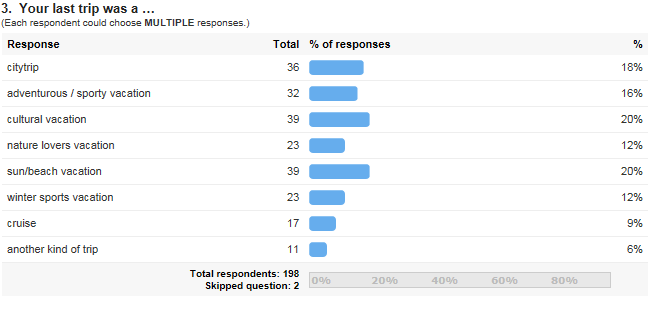 3. Your last trip was a ...
(Each respondent could choose MULTIPLE responses.)
Response Total % of responses %
citytrip 36 18%
adventurous / sporty vacation 32 16%
cultural vacation 39 20%
nature lovers vacation 23 12%
sun/beach vacation 39 20%
winter sports vacation 23 12%
cruise 17 9%
another kind of trip 11 6%
Total respondents: 198 0% 20% 40% 60% 80%
Skipped question: 2